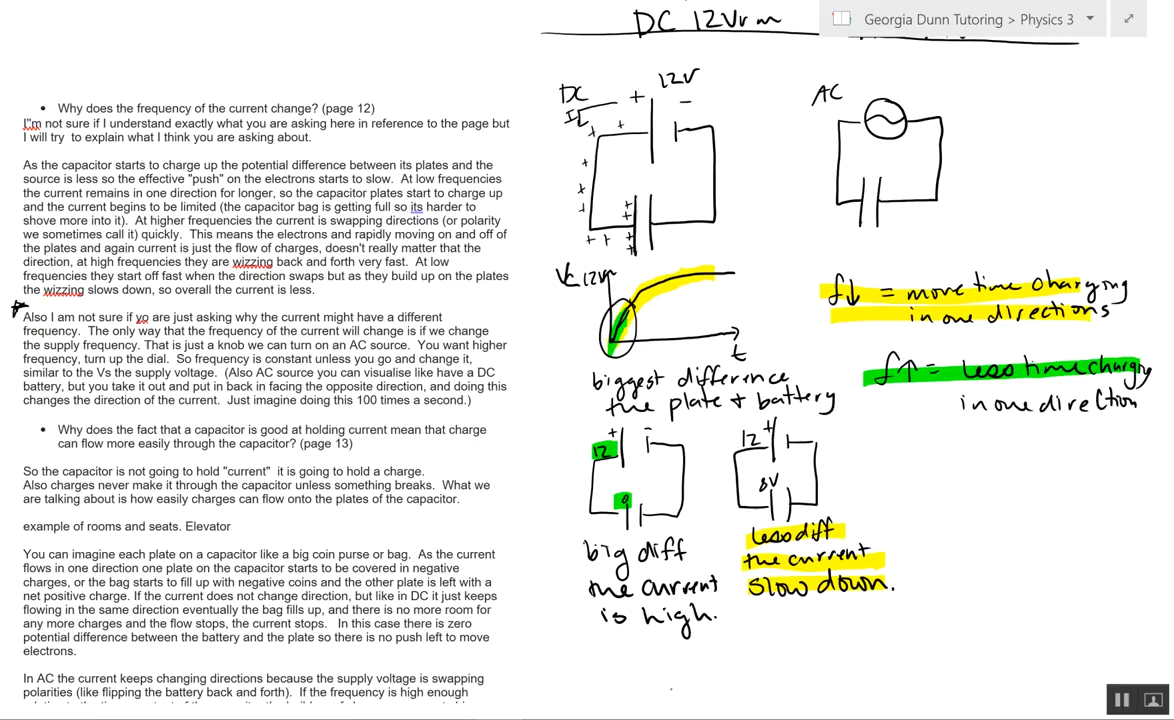 DC 12V
Georgia Dunn Tutoring > Physics 3
• Why does the frequency of the current change? (page 12)
I"m not sure if I understand exactly what you are asking here in reference to the page but
I will try to explain what I think you are asking about.
As the capacitor starts to charge up the potential difference between its plates and the
source is less so the effective "push" on the electrons starts to slow. At low frequencies
the current remains in one direction for longer, so the capacitor plates start to charge up
and the current begins to be limited (the capacitor bag is getting full so its harder to
shove more into it). At higher frequencies the current is swapping directions (or polarity
we sometimes call it) quickly. This means the electrons and rapidly moving on and off of
the plates and again current is just the flow of charges, doesn't really matter that the
direction, at high frequencies they are wizzing back and forth very fast. At low
frequencies they start off fast when the direction swaps but as they build up on the plates
the wizzing slows down, so overall the current is less.
Also I am not sure if yo are just asking why the current might have a different
frequency. The only way that the frequency of the current will change is if we change
the supply frequency. That is just a knob we can turn on an AC source. You want higher
frequency, turn up the dial. So frequency is constant unless you go and change it,
similar to the Vs the supply voltage. (Also AC source you can visualise like have a DC
battery, but you take it out and put in back in facing the opposite direction, and doing this
changes the direction of the current. Just imagine doing this 100 times a second.)
• Why does the fact that a capacitor is good at holding current mean that charge
can flow more easily through the capacitor? (page 13)
So the capacitor is not going to hold "current" it is going to hold a charge.
Also charges never make it through the capacitor unless something breaks. What we
are talking about is how easily charges can flow onto the plates of the capacitor.
example of rooms and seats. Elevator
You can imagine each plate on a capacitor like a big coin purse or bag. As the current
flows in one direction one plate on the capacitor starts to be covered in negative
charges, or the bag starts to fill up with negative coins and the other plate is left with a
net positive charge. If the current does not change direction, but like in DC it just keeps
flowing in the same direction eventually the bag fills up, and there is no more room for
any more charges and the flow stops, the current stops. In this case there is zero
potential difference between the battery and the plate so there is no push left to move
electrons.
In AC the current keeps changing directions because the supply voltage is swapping
polarities (like flipping the battery back and forth). If the frequency is high enough
DC
12V
+ -
AC
Vc 12V
t
biggest difference
the plate + battery
12 + -
0
big diff
the current
is high.
12 +
8V
less diff
the current
slow down.
f↓ = more time charging
in one directions
f↑ = less time charging
in one direction